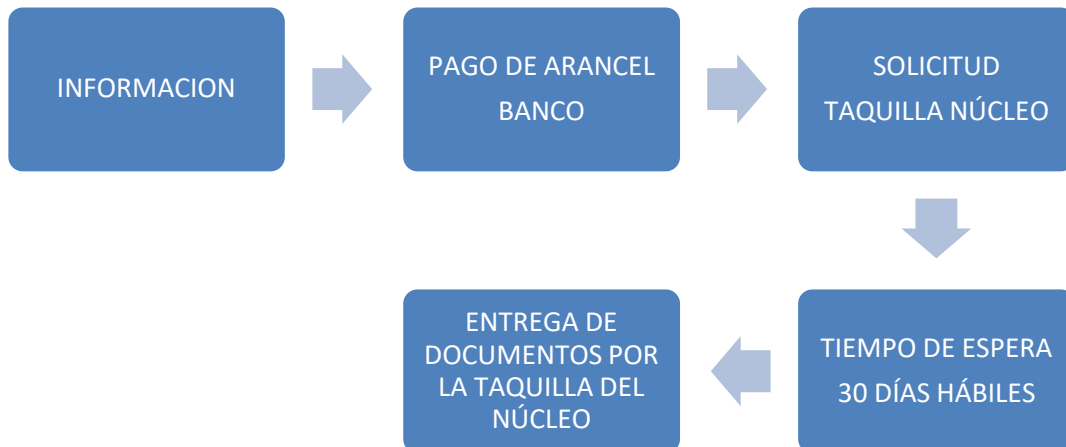 INFORMACION
PAGO DE ARANCEL
BANCO
SOLICITUD
TAQUILLA NÚCLEO
TIEMPO DE ESPERA
30 DÍAS HÁBILES
ENTREGA DE
DOCUMENTOS POR
LA TAQUILLA DEL
NÚCLEO